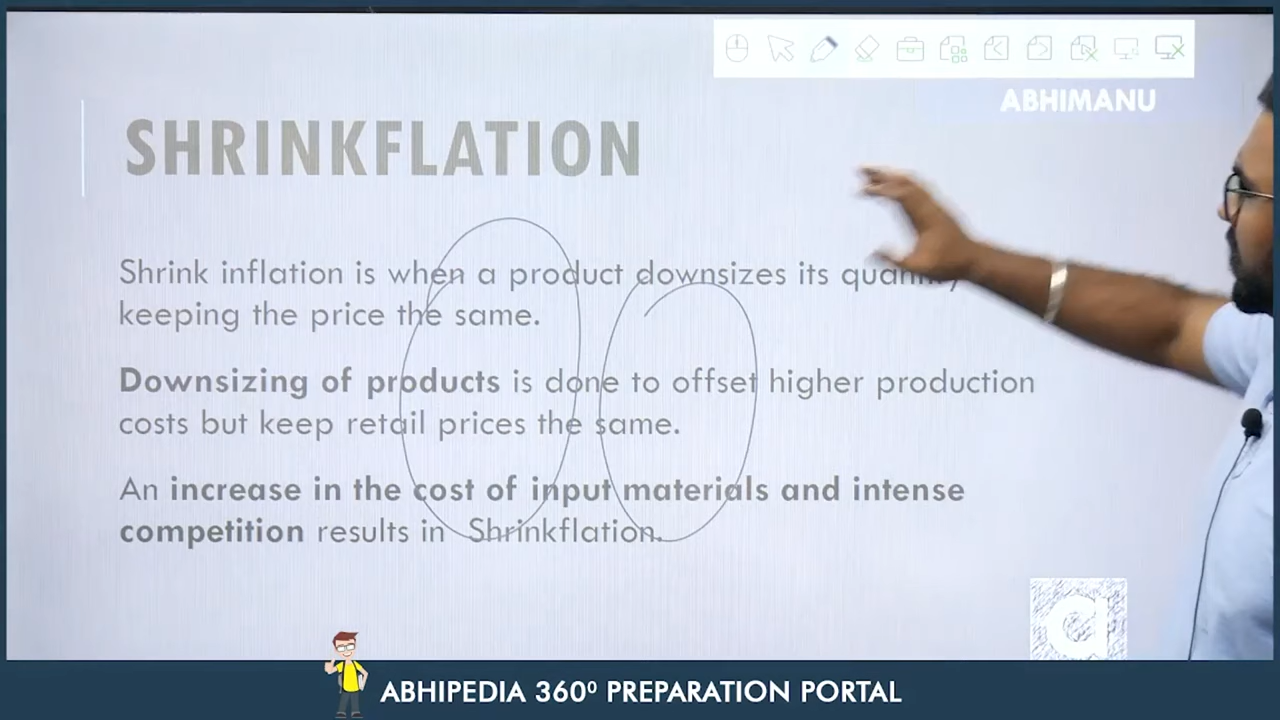 ABHIMANU
SHRINKFLATION
Shrink inflation is when a product downsizes its quantity
keeping the price the same.
Downsizing of products is done to offset higher production
costs but keep retail prices the same.
An increase in the cost of input materials and intense
competition results in Shrinkflation.
a
ABHIPEDIA 360⁰ PREPARATION PORTAL